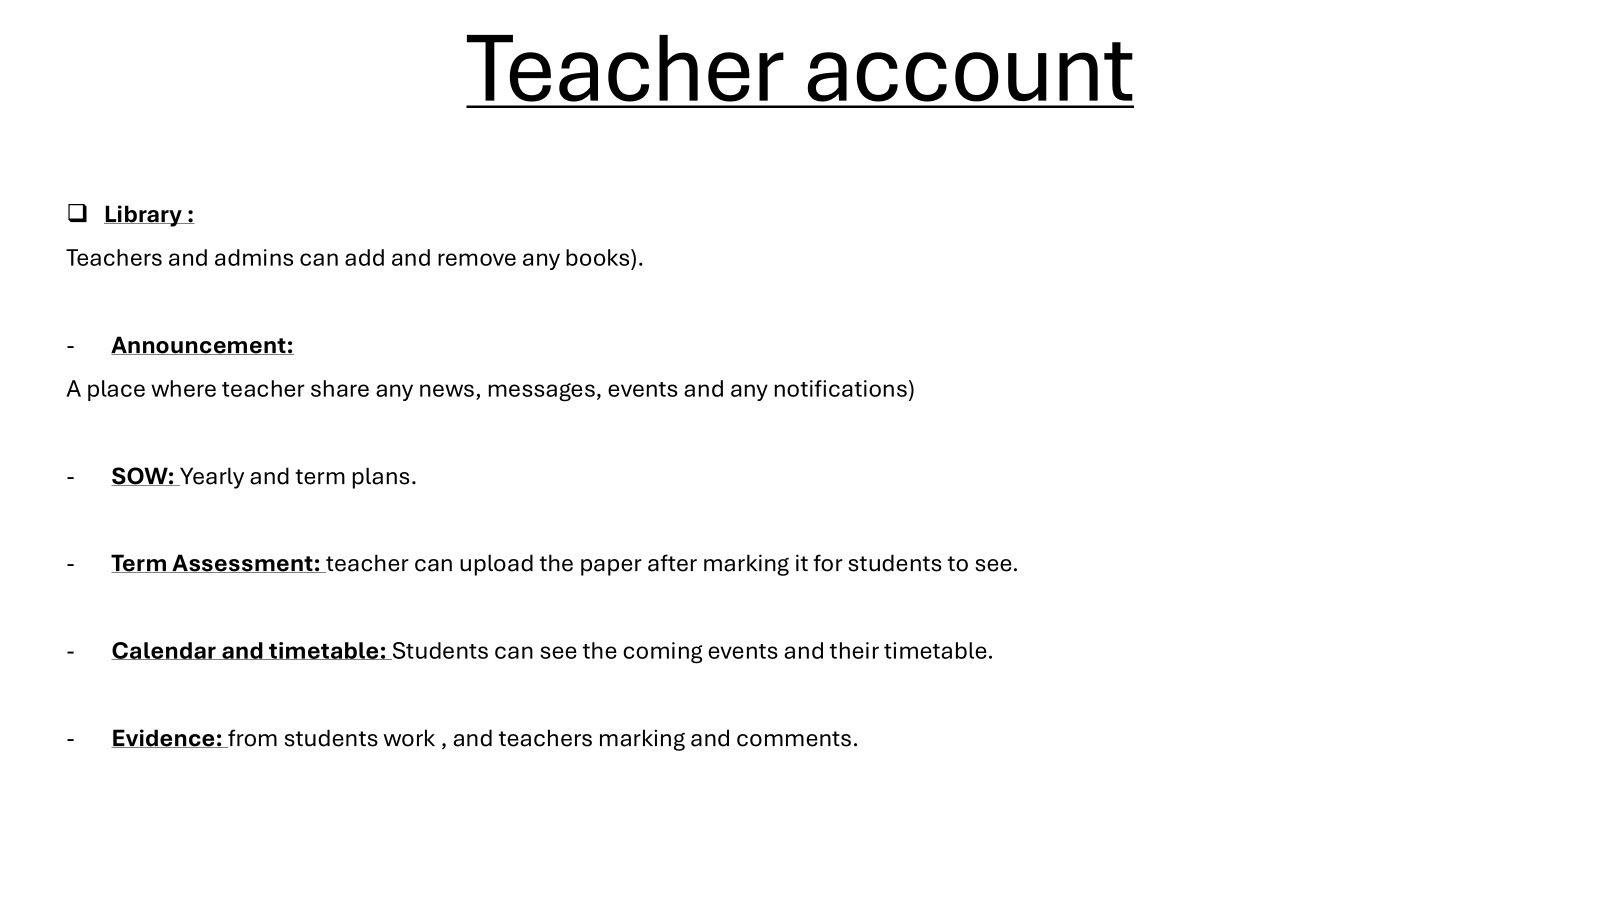 Teacher account
❑ Library :
Teachers and admins can add and remove any books).
- Announcement:
A place where teacher share any news, messages, events and any notifications)
- SOW: Yearly and term plans.
- Term Assessment: teacher can upload the paper after marking it for students to see.
- Calendar and timetable: Students can see the coming events and their timetable.
- Evidence: from students work , and teachers marking and comments.